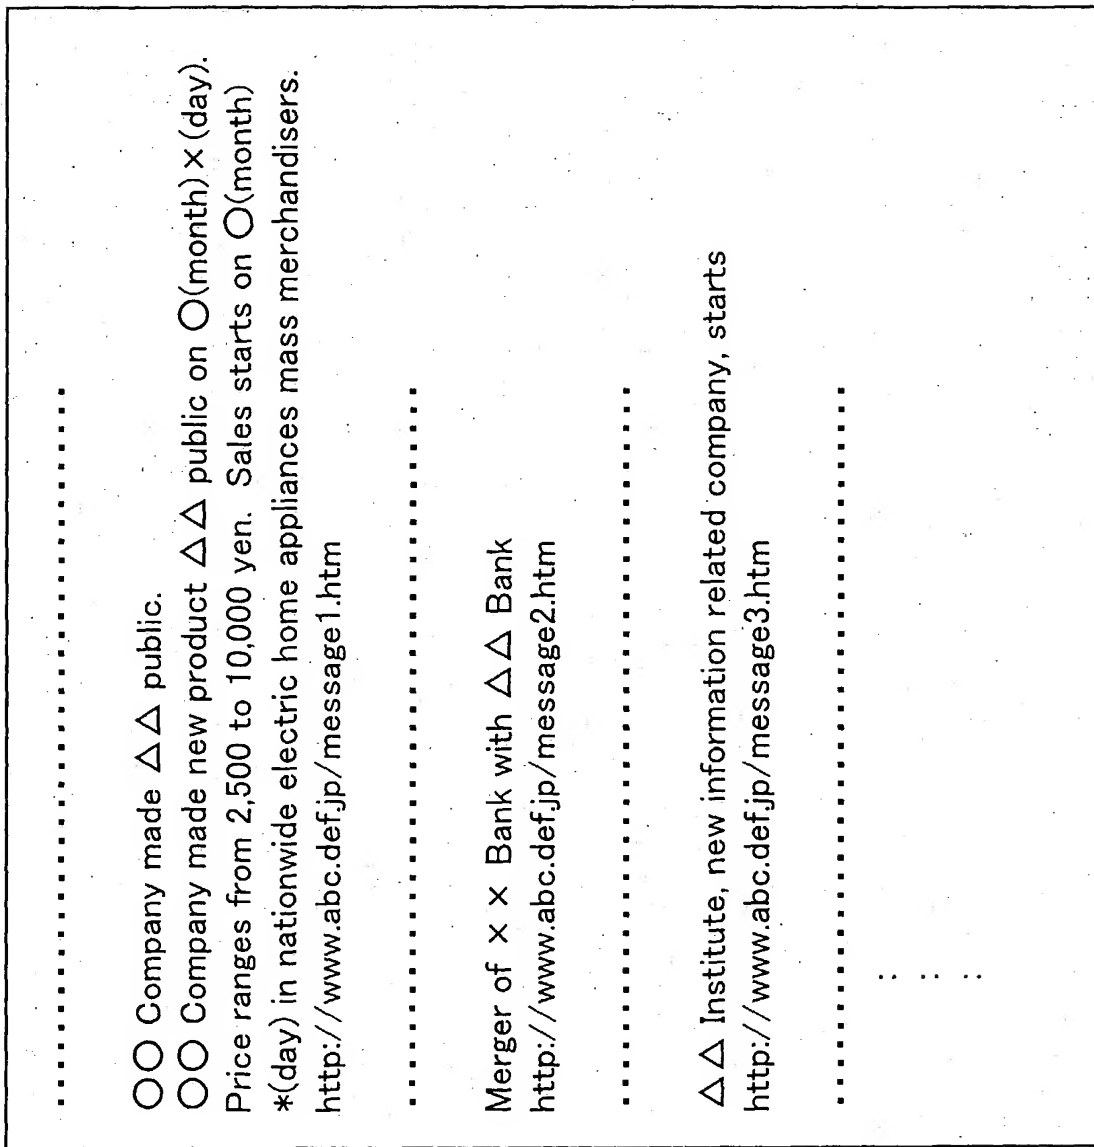 ○○ Company made △△ public.
○○ Company made new product △△ public on ○(month)×(day).
Price ranges from 2,500 to 10,000 yen. Sales starts on ○(month)
*(day) in nationwide electric home appliances mass merchandisers.
http://www.abc.def.jp/message1.htm
Merger of × × Bank with △△ Bank
http://www.abc.def.jp/message2.htm
△△ Institute, new information related company, starts
http://www.abc.def.jp/message3.htm